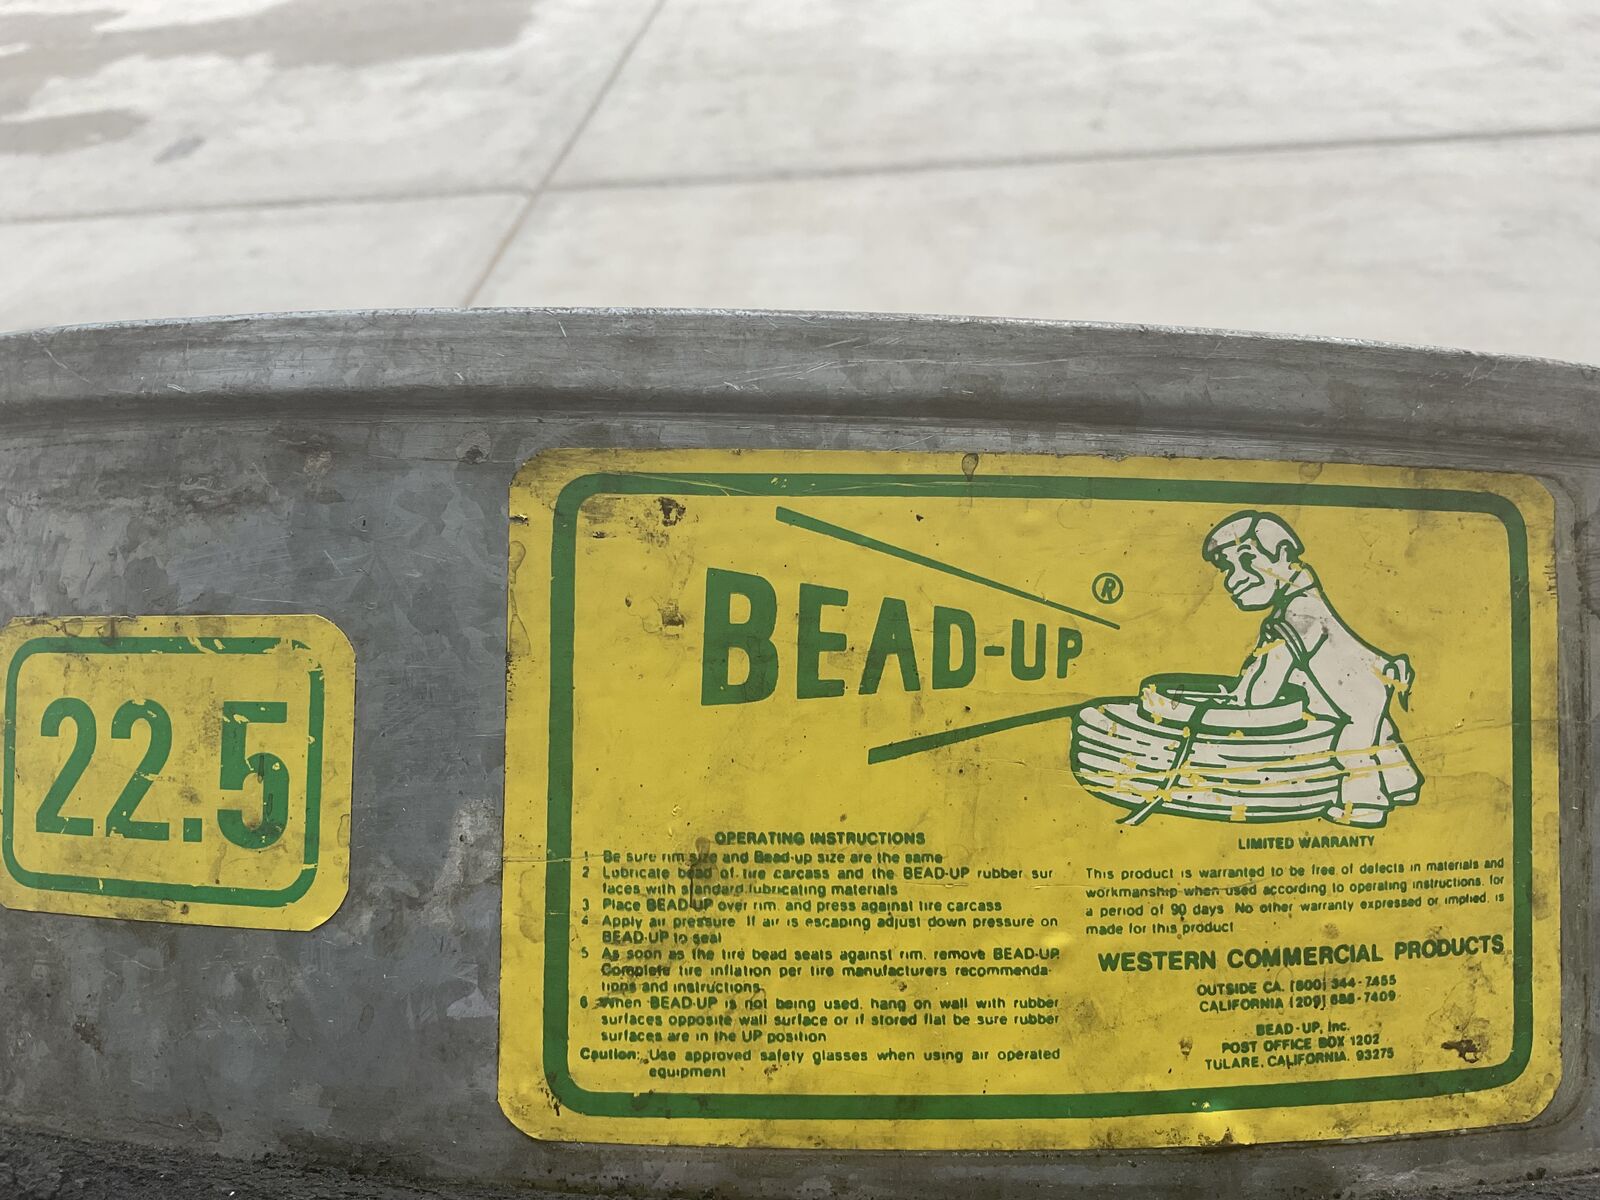 22.5
BEAD-UP ®
OPERATING INSTRUCTIONS
1 Be sure rim size and Bead-up size are the same
2 Lubricate bead of tire carcass and the BEAD-UP rubber sur
faces with standard lubricating materials
3 Place BEAD-UP over rim, and press against tire carcass
4 Apply air pressure. If air is escaping adjust down pressure on
BEAD-UP to seal
5 As soon as the tire bead seats against rim, remove BEAD-UP.
Complete tire inflation per tire manufacturers recommenda-
tions and instructions.
6 When BEAD-UP is not being used, hang on wall with rubber
surfaces opposite wall surface or if stored flat be sure rubber
surfaces are in the UP position
Caution: Use approved safety glasses when using air operated
equipment
LIMITED WARRANTY
This product is warranted to be free of defects in materials and
workmanship when used according to operating instructions, for
a period of 90 days. No other warranty expressed or implied, is
made for this product
WESTERN COMMERCIAL PRODUCTS
OUTSIDE CA. (800) 344-7455
CALIFORNIA (209) 688-7409
BEAD-UP, Inc.
POST OFFICE BOX 1202
TULARE, CALIFORNIA. 93275